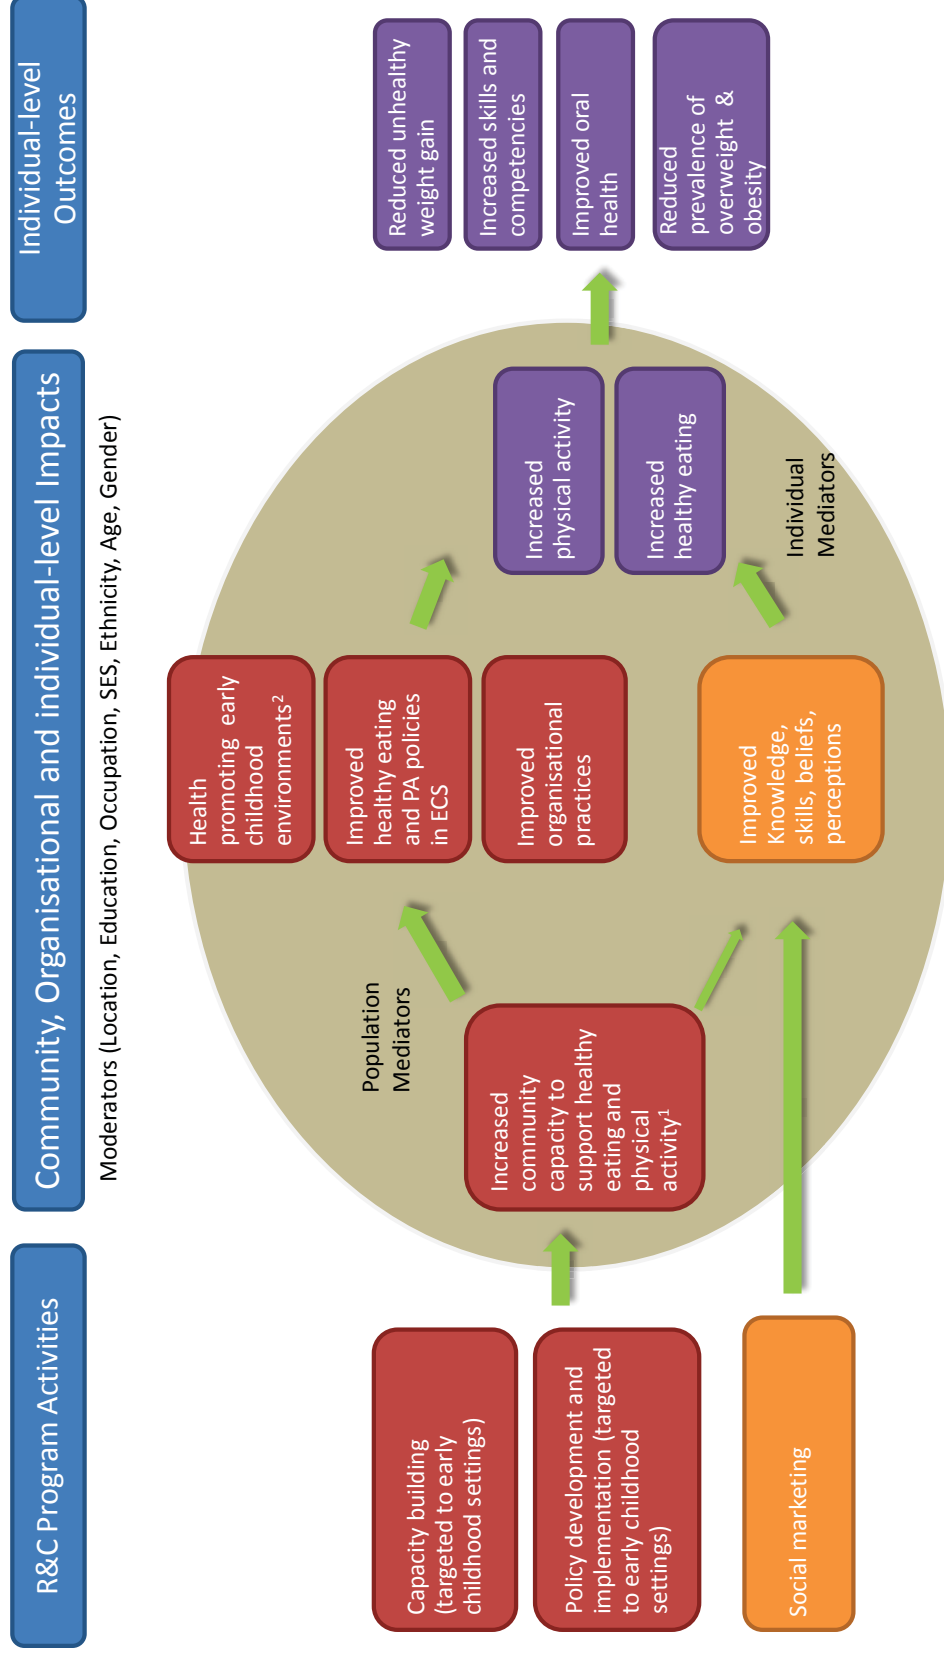 R&C Program Activities
Community, Organisational and individual-level Impacts
Individual-level
Outcomes
Moderators (Location, Education, Occupation, SES, Ethnicity, Age, Gender)
Capacity building
(targeted to early
childhood settings)
Policy development and
implementation (targeted
to early childhood
settings)
Social marketing
Population
Mediators
Increased
community
capacity to
support healthy
eating and
physical
activity¹
Health
promoting early
childhood
environments²
Improved
healthy eating
and PA policies
in ECS
Improved
organisational
practices
Improved
Knowledge,
skills, beliefs,
perceptions
Increased
physical activity
Increased
healthy eating
Individual
Mediators
Reduced unhealthy
weight gain
Increased skills and
competencies
Improved oral
health
Reduced
prevalence of
overweight &
obesity